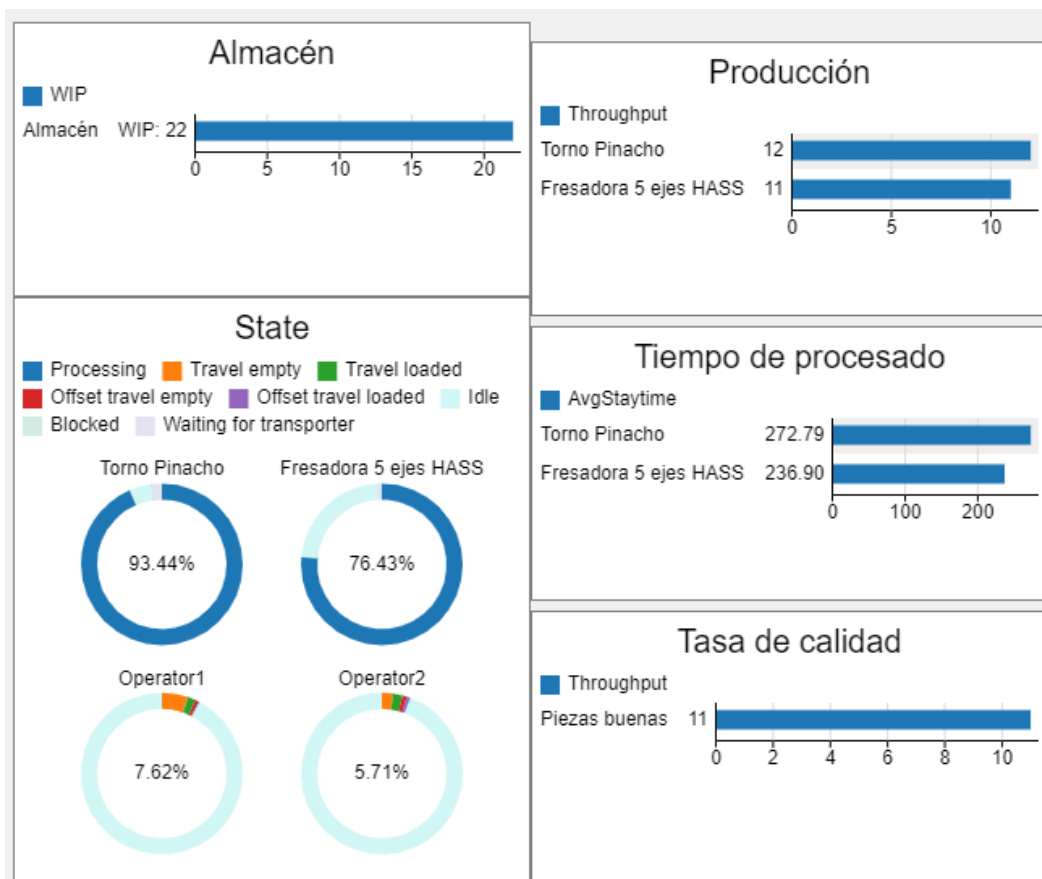 Almacén
WIP
Almacén WIP: 22
0 5 10 15 20
State
Processing Travel empty Travel loaded
Offset travel empty Offset travel loaded Idle
Blocked Waiting for transporter
Torno Pinacho Fresadora 5 ejes HASS
93.44% 76.43%
Operator1 Operator2
7.62% 5.71%
Producción
Throughput
Torno Pinacho 12
Fresadora 5 ejes HASS 11
0 5 10
Tiempo de procesado
AvgStaytime
Torno Pinacho 272.79
Fresadora 5 ejes HASS 236.90
0 100 200
Tasa de calidad
Throughput
Piezas buenas 11
0 2 4 6 8 10